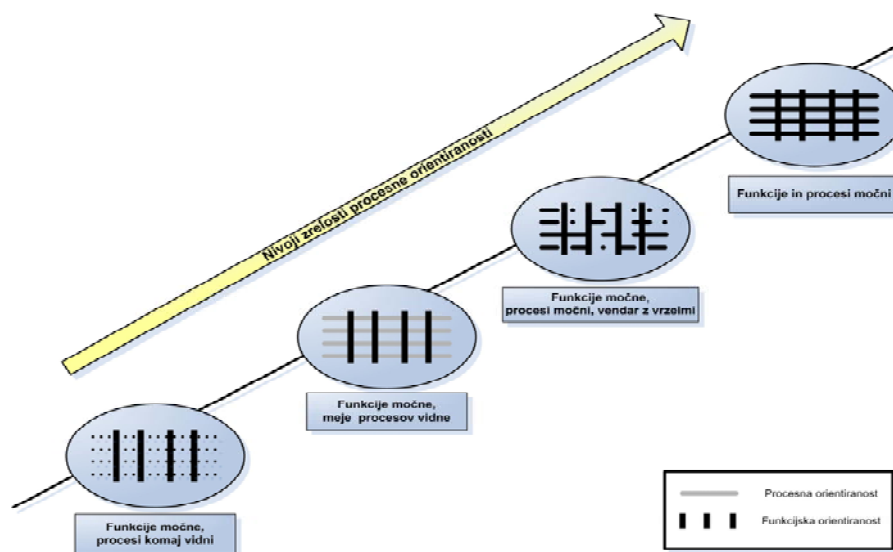 Nivoji zrelosti procesne orientiranosti
Funkcije in procesi močni
Funkcije močne,
procesi močni, vendar z vrzelmi
Funkcije močne,
meje procesov vidne
Funkcije močne,
procesi komaj vidni
Procesna orientiranost
Funkcijska orientiranost